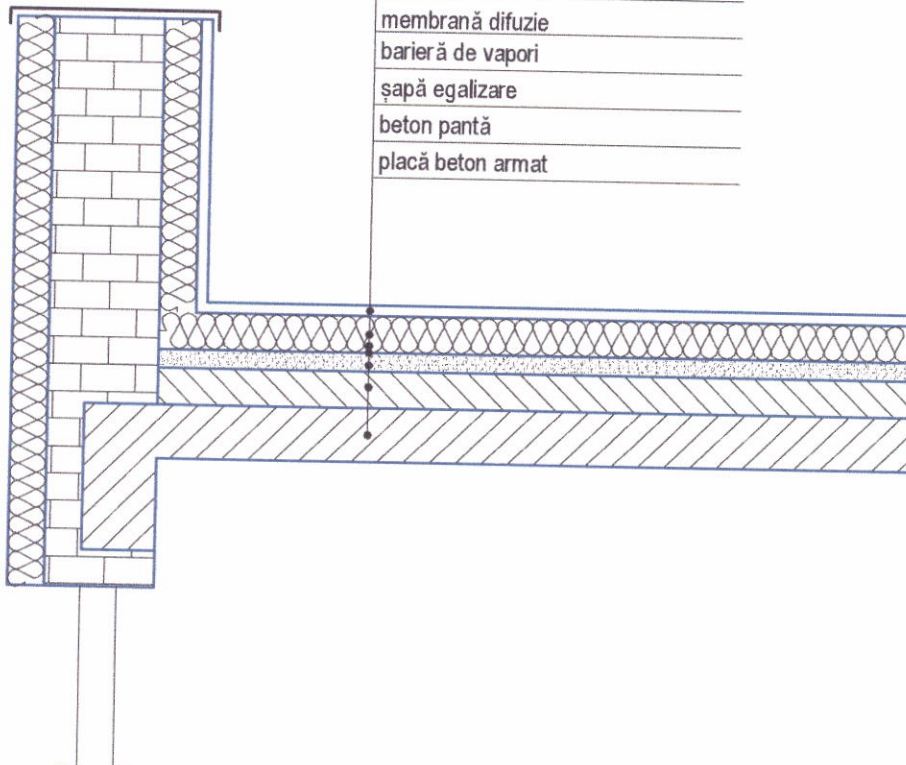 membrană difuzie
barieră de vapori
șapă egalizare
beton pantă
placă beton armat